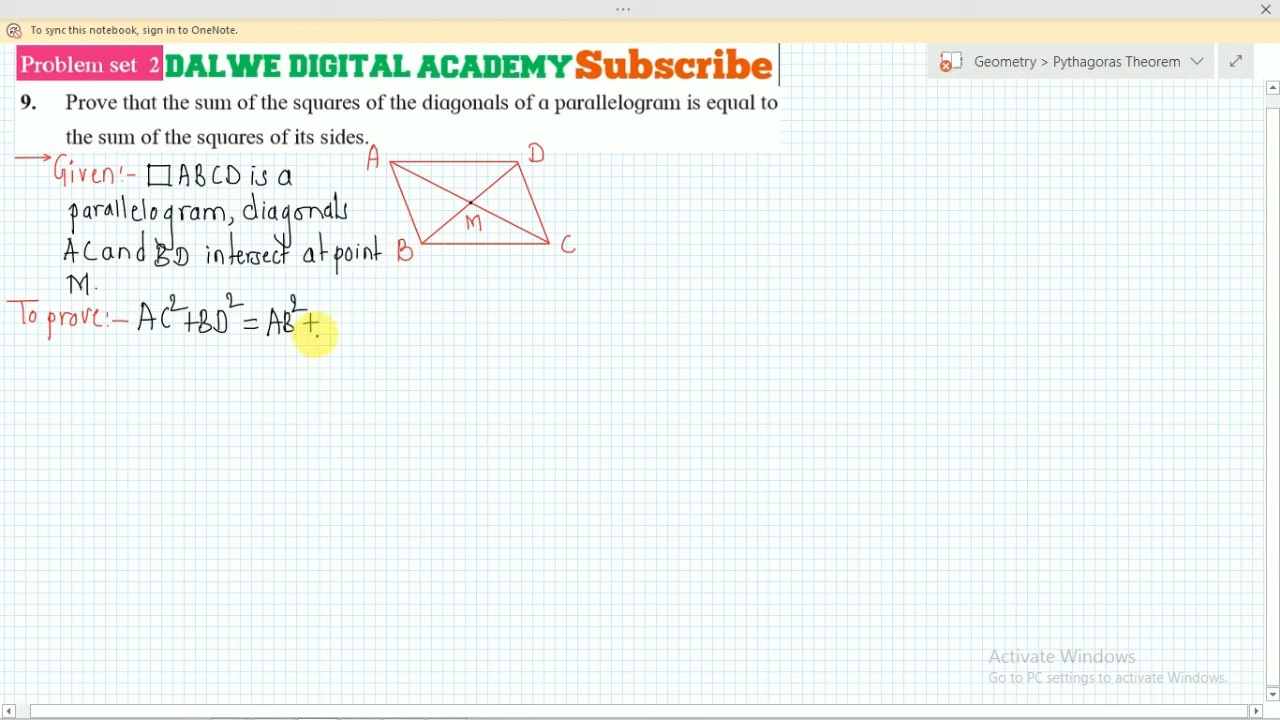 ...
To sync this notebook, sign in to OneNote.
Problem set 2 DALWE DIGITAL ACADEMY Subscribe
Geometry > Pythagoras Theorem
9. Prove that the sum of the squares of the diagonals of a parallelogram is equal to
the sum of the squares of its sides.
Given:- □ABCD is a
parallelogram, diagonals
AC and BD intersect at point
M.
A
D
M
B
C
To prove:- AC²+BD² = AB²+
Activate Windows
Go to PC settings to activate Windows.